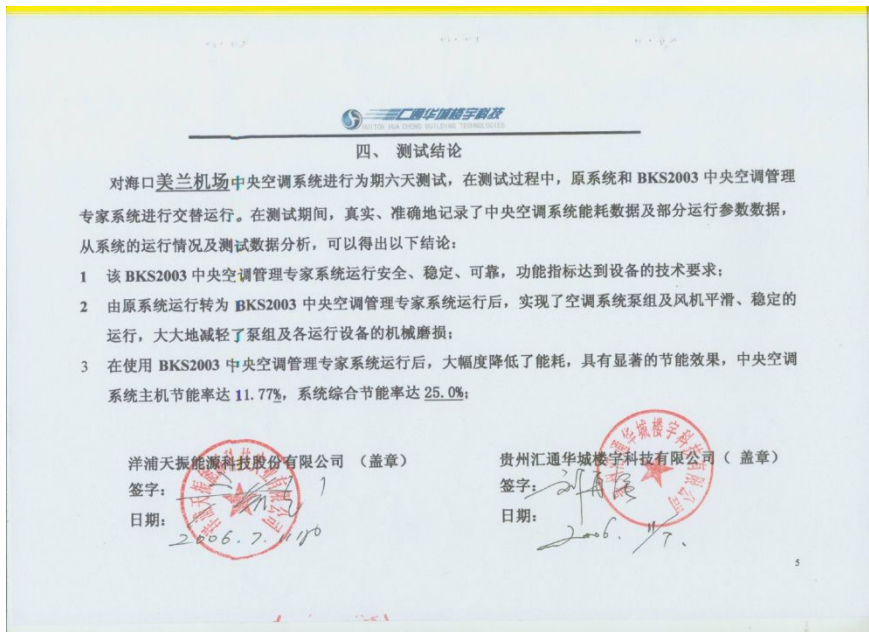 汇通华城楼宇科技
HUITON HUA CHENG BUILDING TECHNOLOGIES
四、 测试结论
对海口美兰机场中央空调系统进行为期六天测试，在测试过程中，原系统和 BKS2003 中央空调管理
专家系统进行交替运行。在测试期间，真实、准确地记录了中央空调系统能耗数据及部分运行参数数据，
从系统的运行情况及测试数据分析，可以得出以下结论：
1 该 BKS2003 中央空调管理专家系统运行安全、稳定、可靠，功能指标达到设备的技术要求；
2 由原系统运行转为 BKS2003 中央空调管理专家系统运行后，实现了空调系统泵组及风机平滑、稳定的
运行，大大地减轻了泵组及各运行设备的机械磨损；
3 在使用 BKS2003 中央空调管理专家系统运行后，大幅度降低了能耗，具有显著的节能效果，中央空调
系统主机节能率达 11.77%，系统综合节能率达 25.0%；
洋浦天振能源科技股份有限公司 （盖章） 贵州汇通华城楼宇科技有限公司（ 盖章）
签字： 签字：
日期： 日期：
2006. 11/7.
5